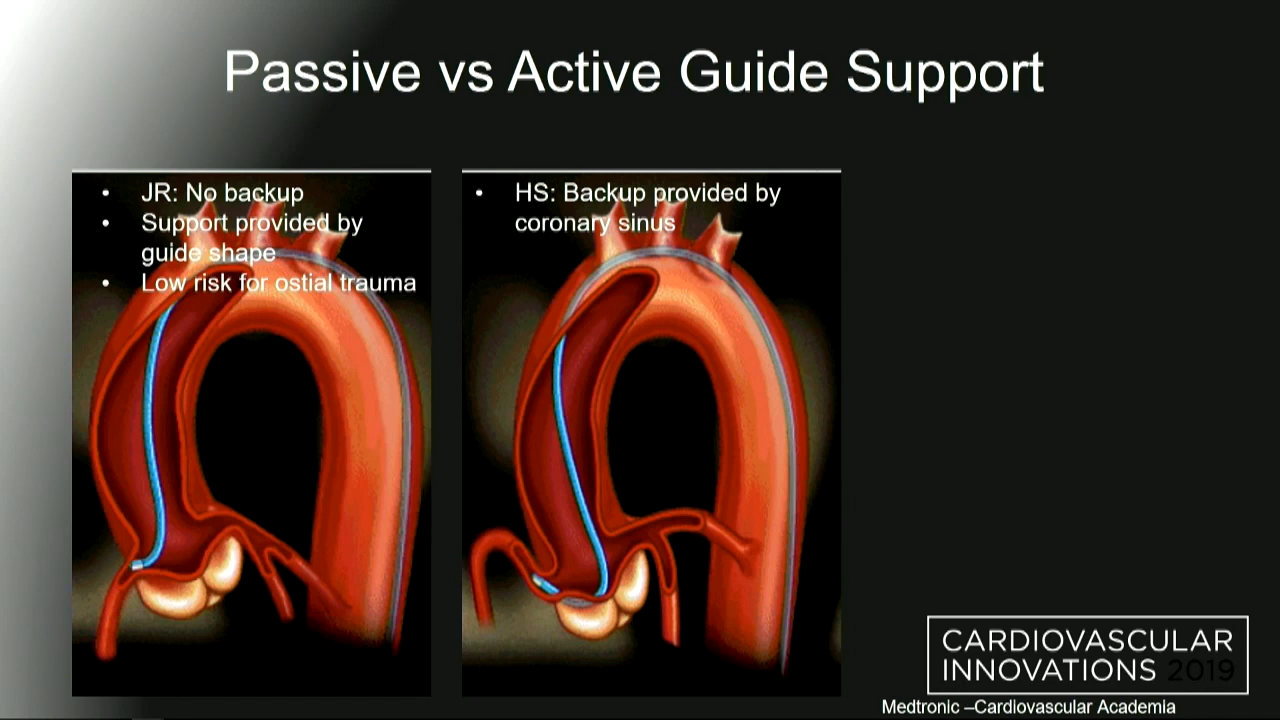 Passive vs Active Guide Support
• JR: No backup
• Support provided by
guide shape
• Low risk for ostial trauma
• HS: Backup provided by
coronary sinus
CARDIOVASCULAR
INNOVATIONS 2019
Medtronic –Cardiovascular Academia